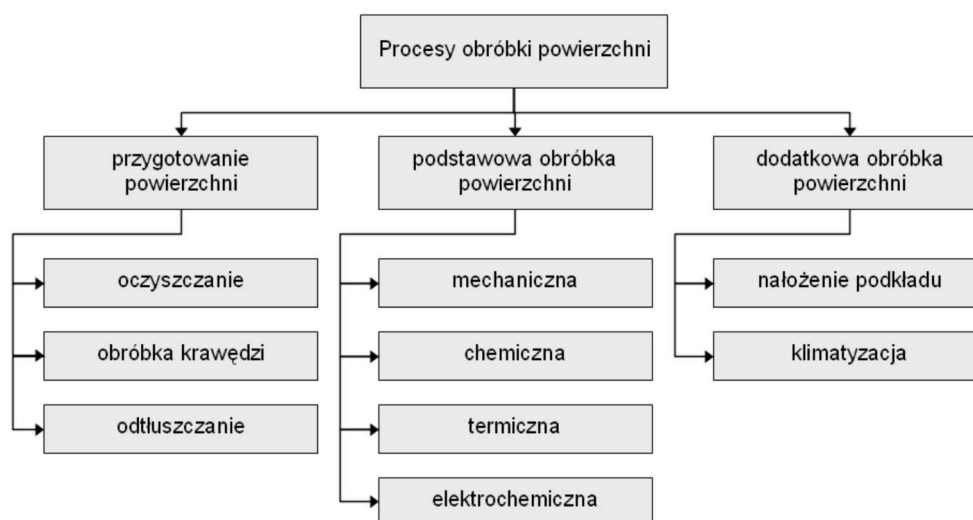 Procesy obróbki powierzchni
przygotowanie
powierzchni
oczyszczanie
obróbka krawędzi
odtłuszczanie
podstawowa obróbka
powierzchni
mechaniczna
chemiczna
termiczna
elektrochemiczna
dodatkowa obróbka
powierzchni
nałożenie podkładu
klimatyzacja